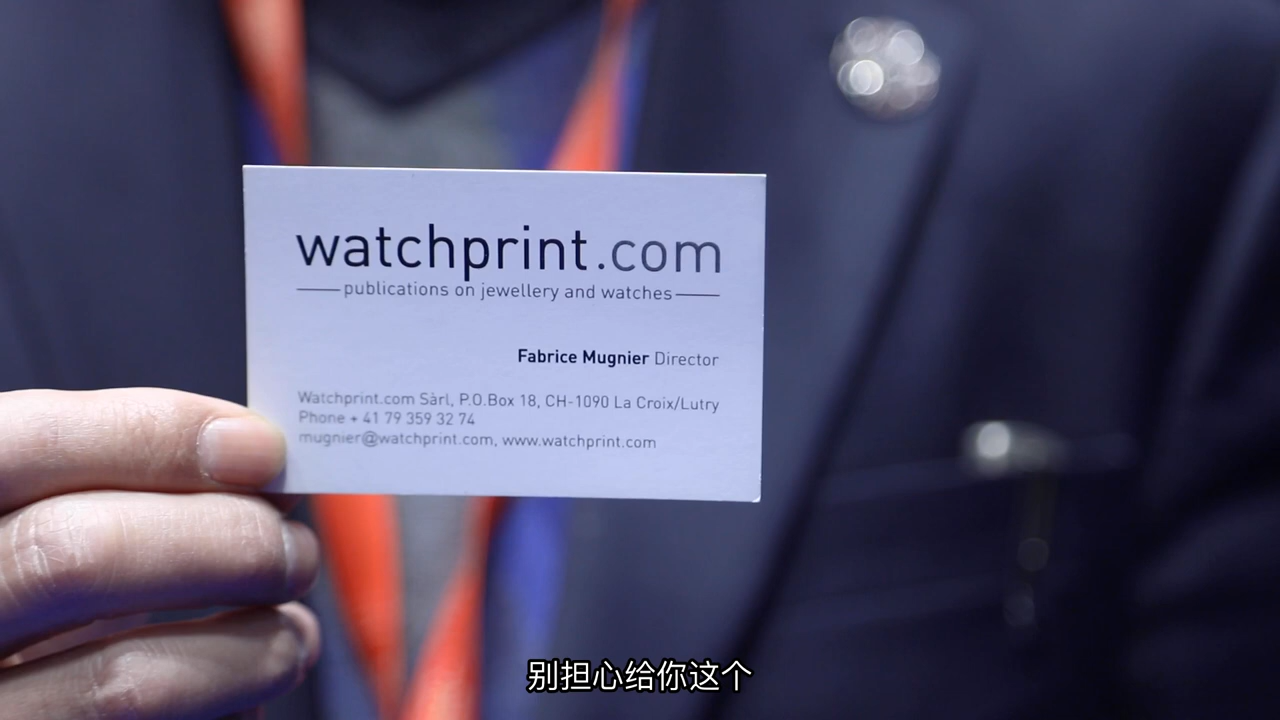 watchprint.com
publications on jewellery and watches
Fabrice Mugnier Director
Watchprint.com Sàrl, P.O.Box 18, CH-1090 La Croix/Lutry
Phone + 41 79 359 32 74
mugnier@watchprint.com, www.watchprint.com
别担心给你这个